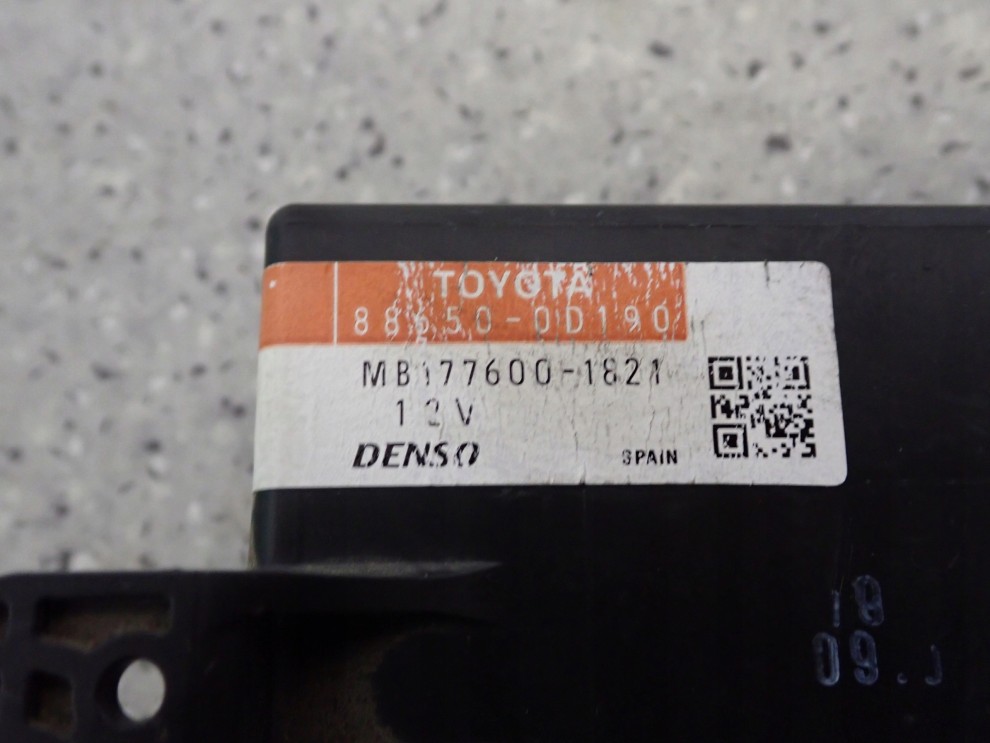 TOYOTA
88650-0D190
MB177600-1821
12V
DENSO SPAIN
18
09.J